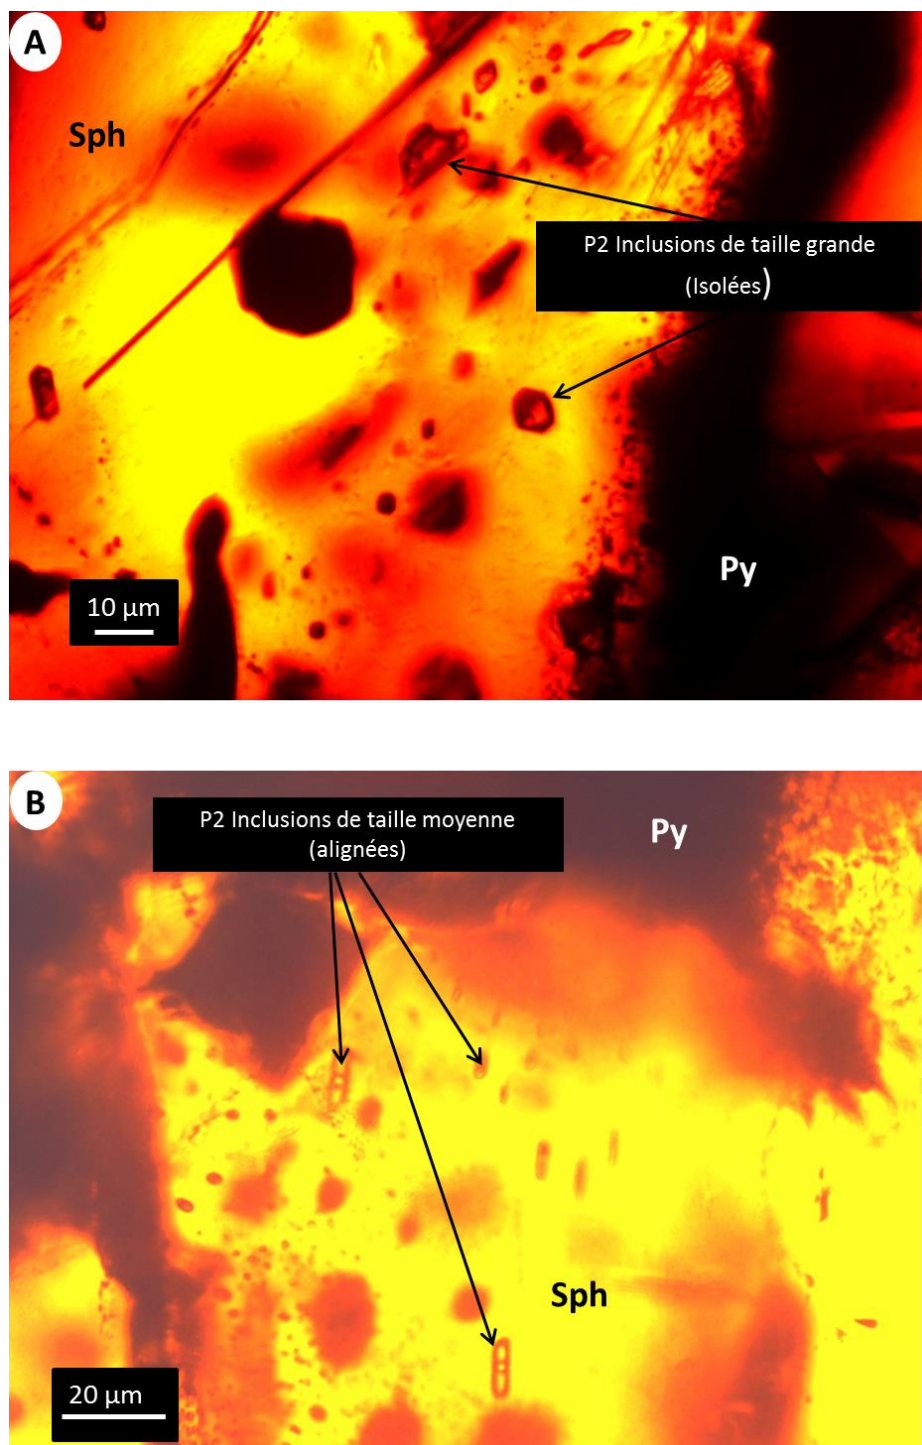 A
Sph
P2 Inclusions de taille grande
(Isolées)
Py
10 µm
B
P2 Inclusions de taille moyenne
(alignées)
Py
Sph
20 µm